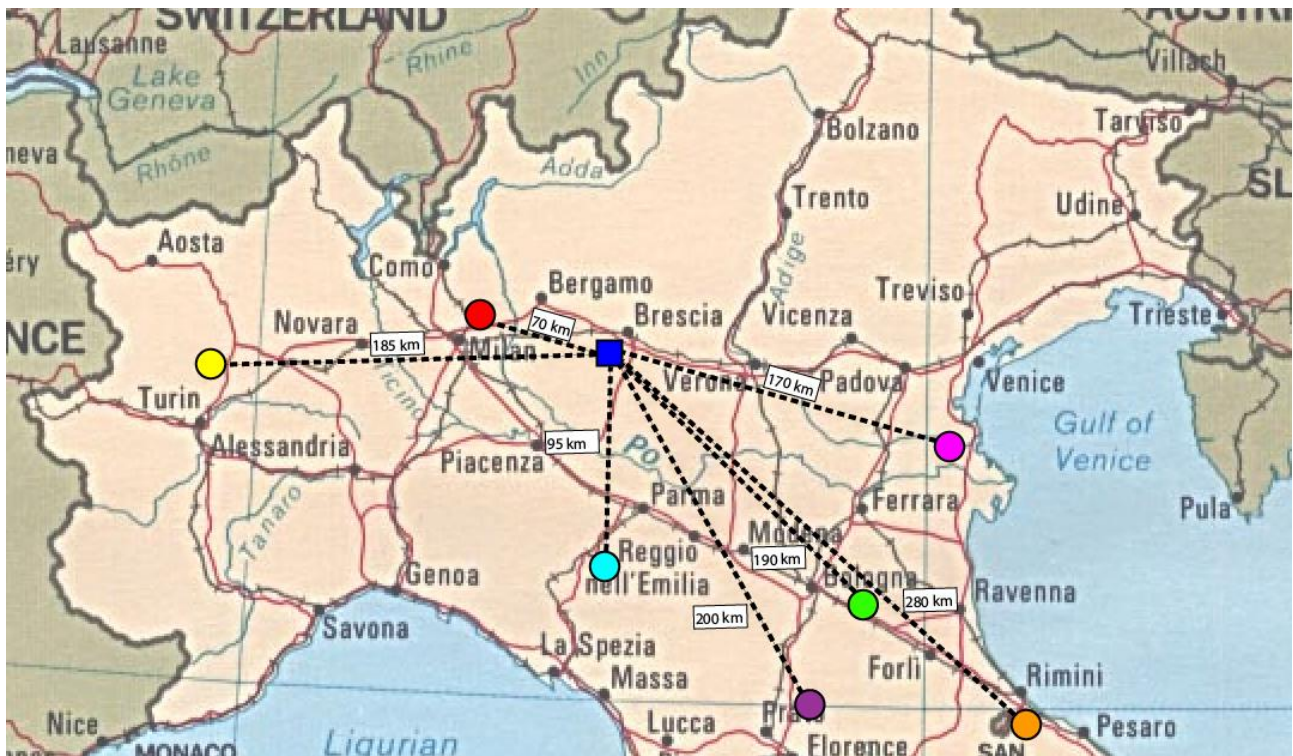 SWITZERLAND
AUSTRI
Lausanne
Rhine
Inn
Villach
Lake
Geneva
Bolzano
Tarviso
neva
Rhône
Adda
SL
Trento
Udine
Aosta
Adige
éry
Como
Bergamo
Treviso
Novara
70 km
Brescia
Vicenza
Trieste
NCE
185 km
Milan
Verona
170 km
Padova
Venice
Turin
Ticino
Gulf of
Venice
Alessandria
95 km
Piacenza
Po
Parma
Ferrara
Pula
Tanaro
Modena
Reggio
nell'Emilia
190 km
Bologna
Genoa
280 km
Ravenna
200 km
Savona
La Spezia
Forlì
Massa
Rimini
Nice
Lucca
Prato
Pesaro
MONACO
Ligurian
Florence
SAN